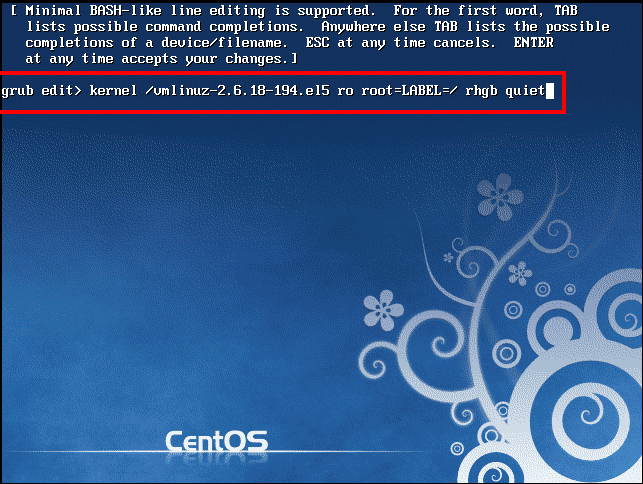 [ Minimal BASH-like line editing is supported.  For the first word, TAB
lists possible command completions.  Anywhere else TAB lists the possible
completions of a device/filename.  ESC at any time cancels.  ENTER
at any time accepts your changes.]
grub edit> kernel /vmlinuz-2.6.18-194.el5 ro root=LABEL=/ rhgb quiet
CentOS